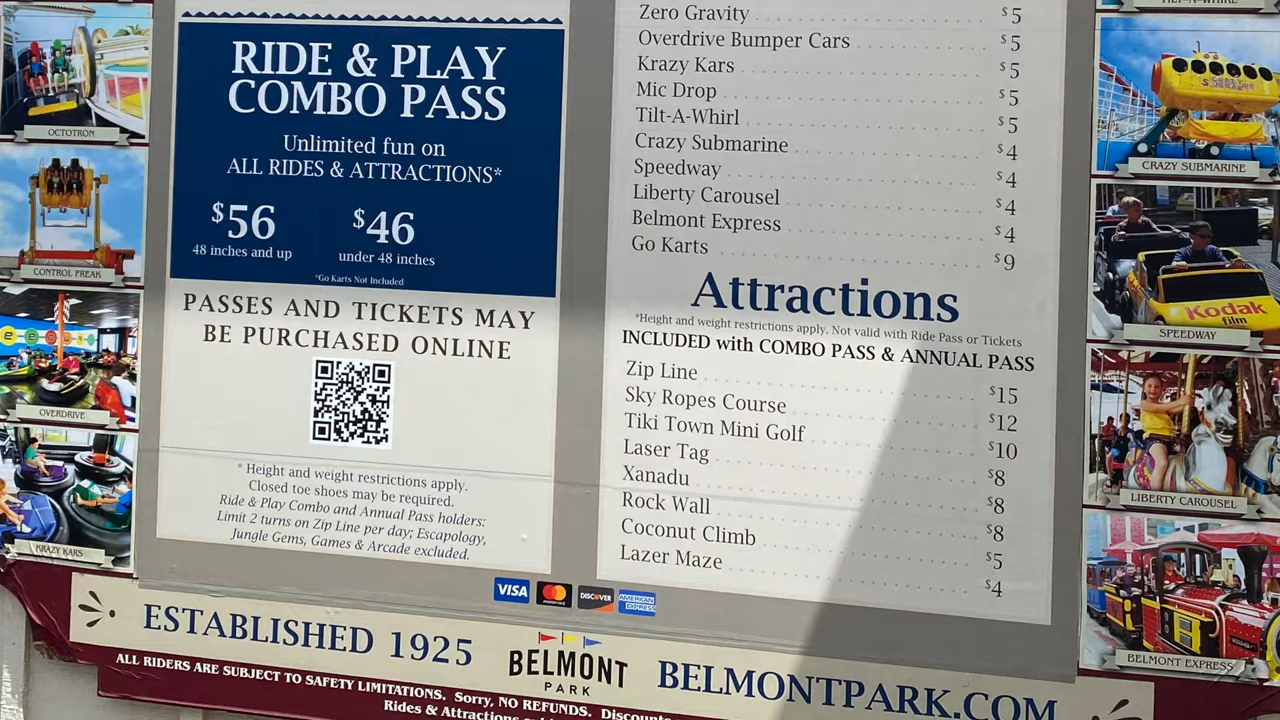 RIDE & PLAY
COMBO PASS
Unlimited fun on
ALL RIDES & ATTRACTIONS*
$56
48 inches and up
$46
under 48 inches
*Go Karts Not Included
PASSES AND TICKETS MAY
BE PURCHASED ONLINE
* Height and weight restrictions apply.
Closed toe shoes may be required.
Ride & Play Combo and Annual Pass holders:
Limit 2 turns on Zip Line per day; Escapology,
Jungle Gems, Games & Arcade excluded.
Zero Gravity $5
Overdrive Bumper Cars $5
Krazy Kars $5
Mic Drop $5
Tilt-A-Whirl $5
Crazy Submarine $4
Speedway $4
Liberty Carousel $4
Belmont Express $4
Go Karts $9
Attractions
*Height and weight restrictions apply. Not valid with Ride Pass or Tickets
INCLUDED with COMBO PASS & ANNUAL PASS
Zip Line $15
Sky Ropes Course $12
Tiki Town Mini Golf $10
Laser Tag $8
Xanadu $8
Rock Wall $8
Coconut Climb $5
Lazer Maze $4
VISA
mastercard
DISCOVER
AMERICAN
EXPRESS
ESTABLISHED 1925
BELMONT
PARK
BELMONTPARK.COM
ALL RIDERS ARE SUBJECT TO SAFETY LIMITATIONS. Sorry, NO REFUNDS.
Rides & Attractions
OCTOTRON
CONTROL FREAK
OVERDRIVE
KRAZY KARS
TILT-A-WHIRL
CRAZY SUBMARINE
Kodak
film
SPEEDWAY
LIBERTY CAROUSEL
BELMONT EXPRESS